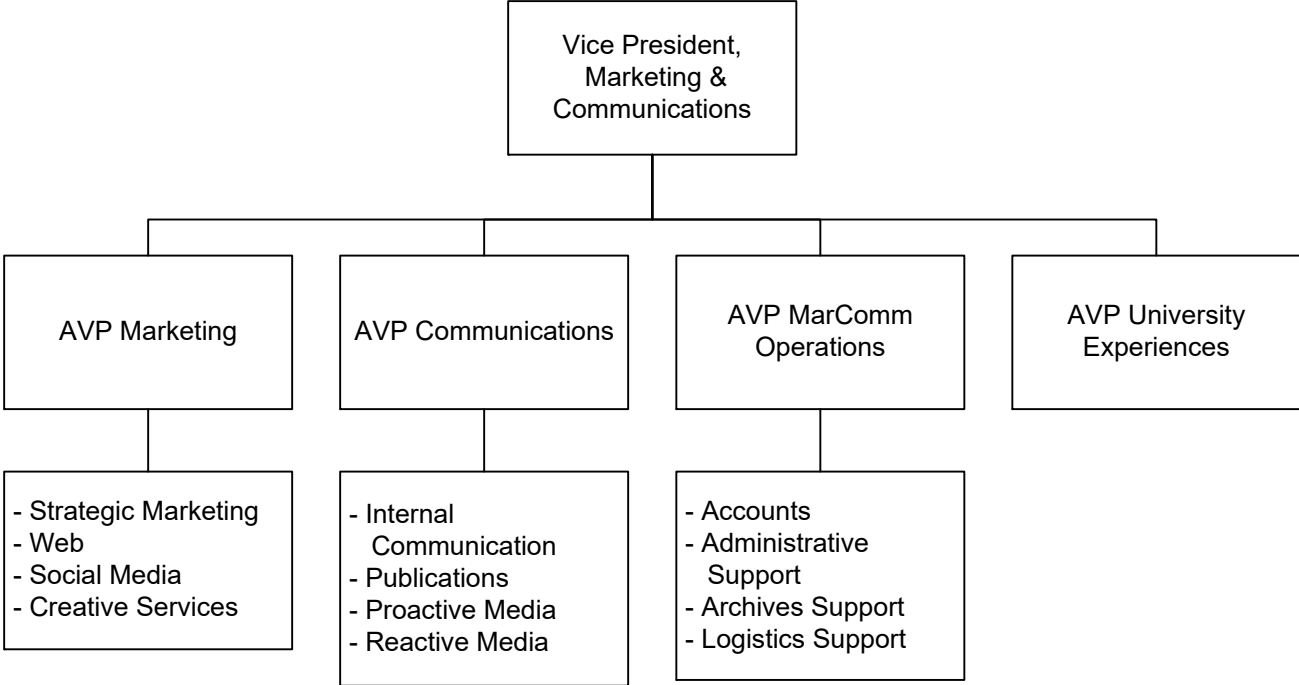 Vice President,
Marketing &
Communications
AVP Marketing
AVP Communications
AVP MarComm
Operations
AVP University
Experiences
- Strategic Marketing
- Web
- Social Media
- Creative Services
- Internal
Communication
- Publications
- Proactive Media
- Reactive Media
- Accounts
- Administrative
Support
- Archives Support
- Logistics Support